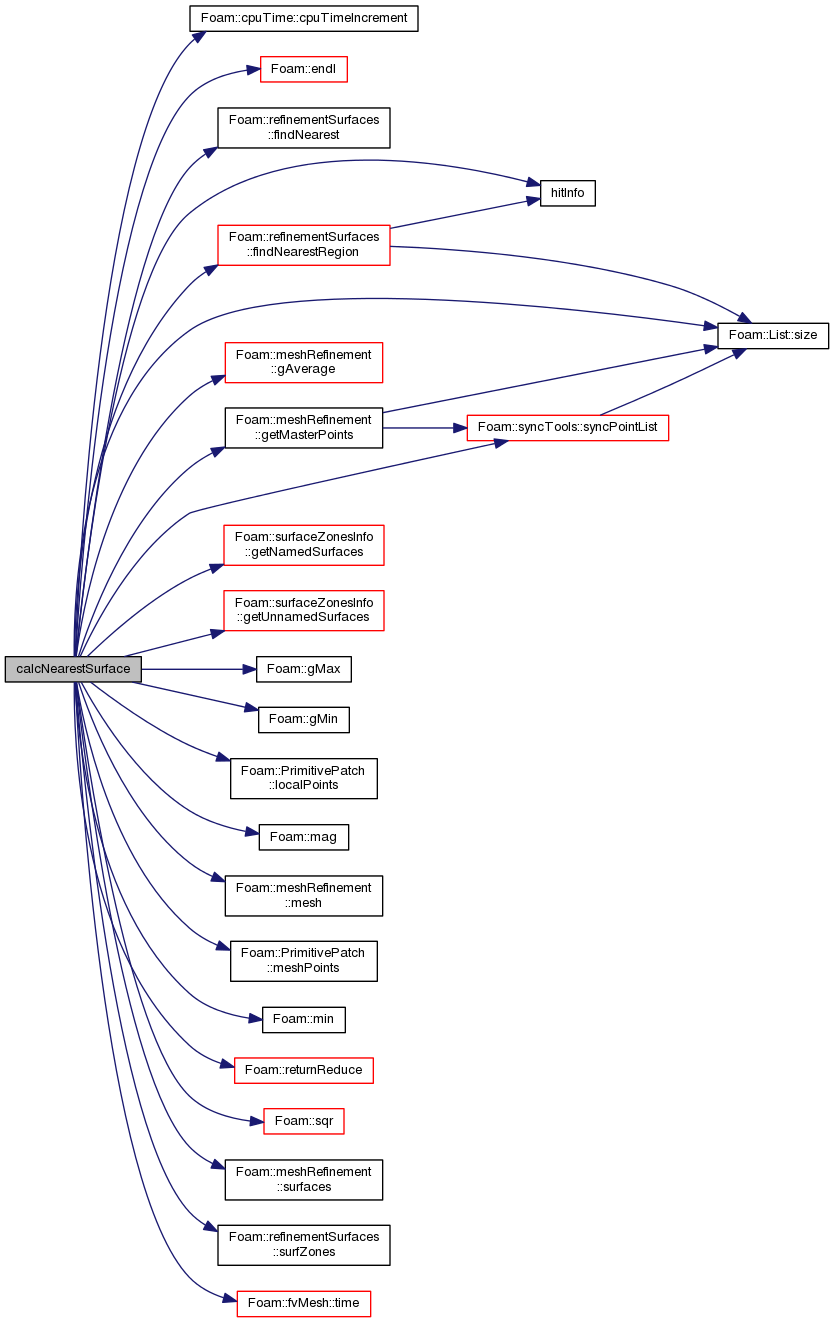 Foam::cpuTime::cpuTimeIncrement
Foam::endl
Foam::refinementSurfaces
::findNearest
hitInfo
Foam::refinementSurfaces
::findNearestRegion
Foam::List::size
Foam::meshRefinement
::gAverage
Foam::meshRefinement
::getMasterPoints
Foam::syncTools::syncPointList
Foam::surfaceZonesInfo
::getNamedSurfaces
Foam::surfaceZonesInfo
::getUnnamedSurfaces
calcNearestSurface
Foam::gMax
Foam::gMin
Foam::PrimitivePatch
::localPoints
Foam::mag
Foam::meshRefinement
::mesh
Foam::PrimitivePatch
::meshPoints
Foam::min
Foam::returnReduce
Foam::sqr
Foam::meshRefinement
::surfaces
Foam::refinementSurfaces
::surfZones
Foam::fvMesh::time